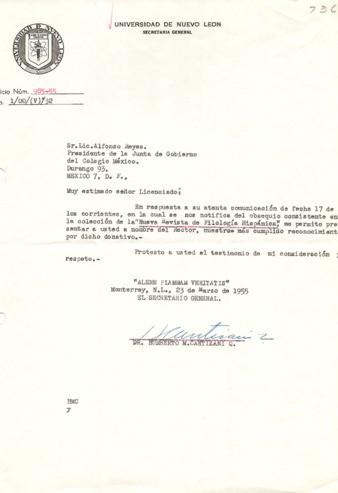 736
UNIVERSIDAD DE NUEVO LEON
SECRETARIA GENERAL
UNIVERSIDAD DE NUEVO LEON
icio Núm. 985-55
1/00/(V)/32
Sr.Lic.Alfonso Reyes.
Presidente de la Junta de Gobierno
del Colegio México.
Durango 93,
MEXICO 7, D. F.,
Muy estimado señor Licenciado;
En respuesta a su atenta comunicación de fecha 17 de
los corrientes, en la cual se nos notifica del obsequio consistente en
la colección de la "Nueva Revista de Filología Hispánica", me permito pre
sentar a usted a nombre del Rector, nuestro más cumplido reconocimient
por dicho donativo.-
Protesto a usted el testimonio de mi consideración y
respeto.-
"ALERE FLAMMAM VERITATIS"
Monterrey, N.L., 23 de Marzo de 1955
EL SECRETARIO GENERAL.
DR. HUMBERTO M.CANTIZANI Q.
HMC
y